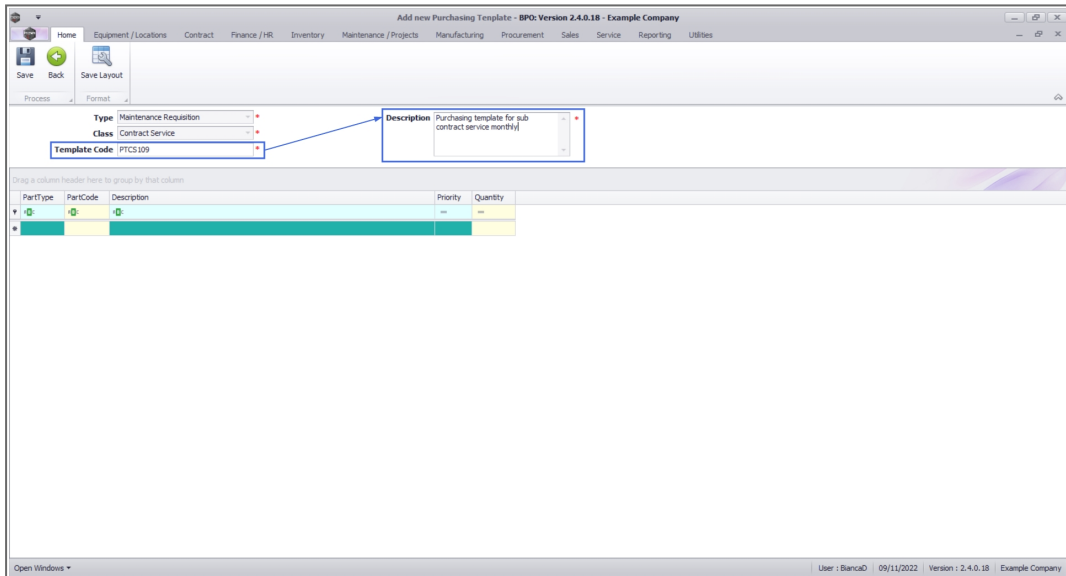 Add new Purchasing Template - BPO: Version 2.4.0.18 - Example Company
Home Equipment / Locations Contract Finance / HR Inventory Maintenance / Projects Manufacturing Procurement Sales Service Reporting Utilities
Save Back Save Layout
Process Format
Type Maintenance Requisition *
Class Contract Service *
Template Code PTCS109 *
Description Purchasing template for sub *
contract service monthly
Drag a column header here to group by that column
PartType PartCode Description Priority Quantity
Open Windows User : BiancaD 09/11/2022 Version : 2.4.0.18 Example Company